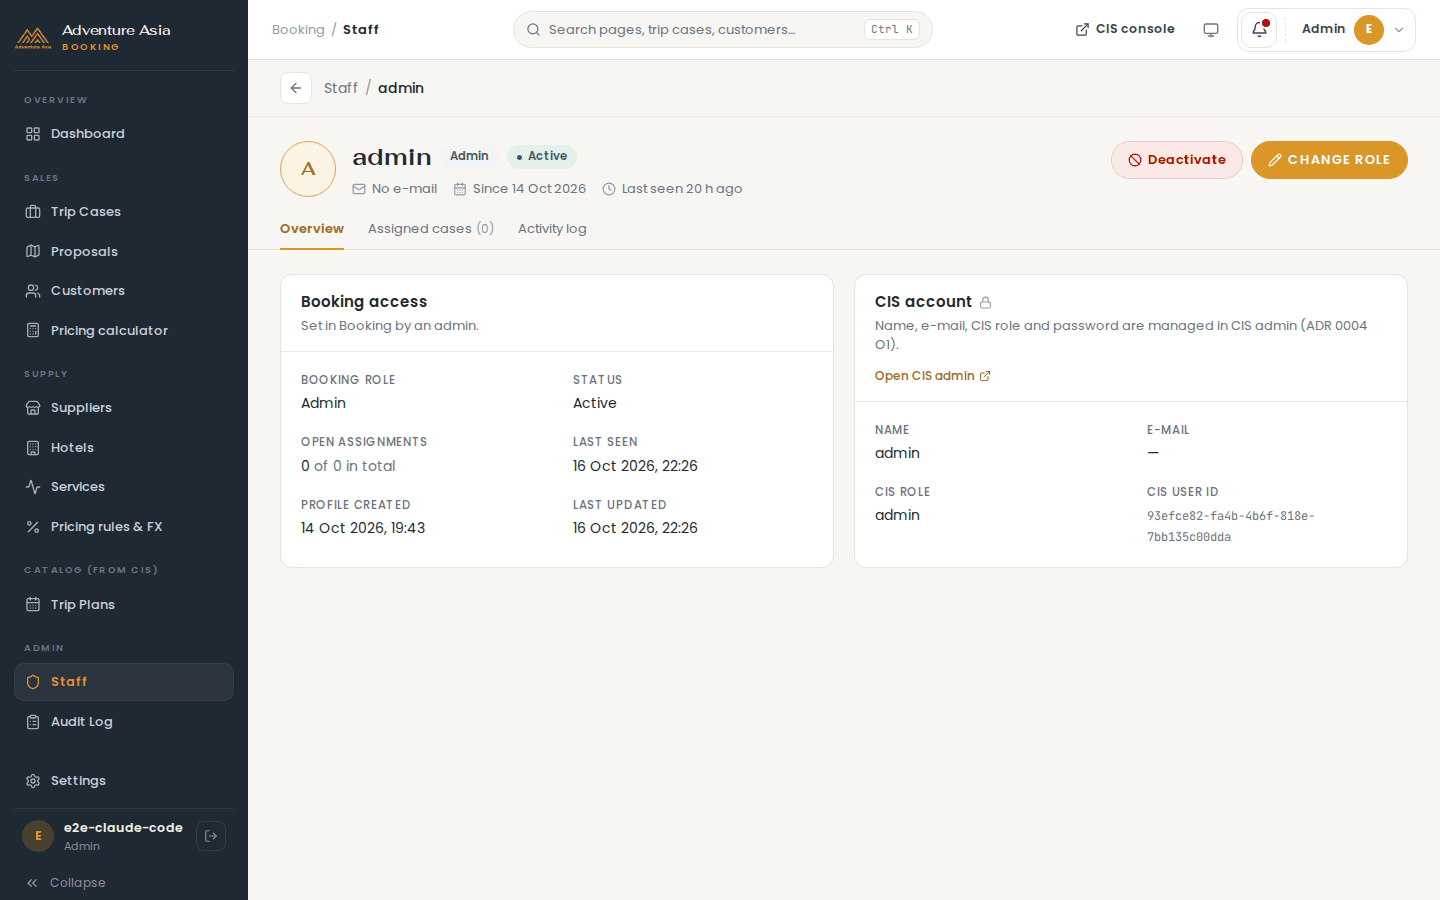 Adventure Asia
Adventure Asia
BOOKING
OVERVIEW
Dashboard
SALES
Trip Cases
Proposals
Customers
Pricing calculator
SUPPLY
Suppliers
Hotels
Services
Pricing rules & FX
CATALOG (FROM CIS)
Trip Plans
ADMIN
Staff
Audit Log
Settings
E
e2e-claude-code
Admin
Collapse
Booking / Staff
Search pages, trip cases, customers...
Ctrl K
CIS console
Admin
E
Staff / admin
A
admin
Admin
Active
No e-mail
Since 14 Oct 2026
Last seen 20 h ago
Deactivate
CHANGE ROLE
Overview
Assigned cases (0)
Activity log
Booking access
Set in Booking by an admin.
BOOKING ROLE
Admin
STATUS
Active
OPEN ASSIGNMENTS
0 of 0 in total
LAST SEEN
16 Oct 2026, 22:26
PROFILE CREATED
14 Oct 2026, 19:43
LAST UPDATED
16 Oct 2026, 22:26
CIS account
Name, e-mail, CIS role and password are managed in CIS admin (ADR 0004
O1).
Open CIS admin
NAME
admin
E-MAIL
—
CIS ROLE
admin
CIS USER ID
93efce82-fa4b-4b6f-818e-
7bb135c00dda